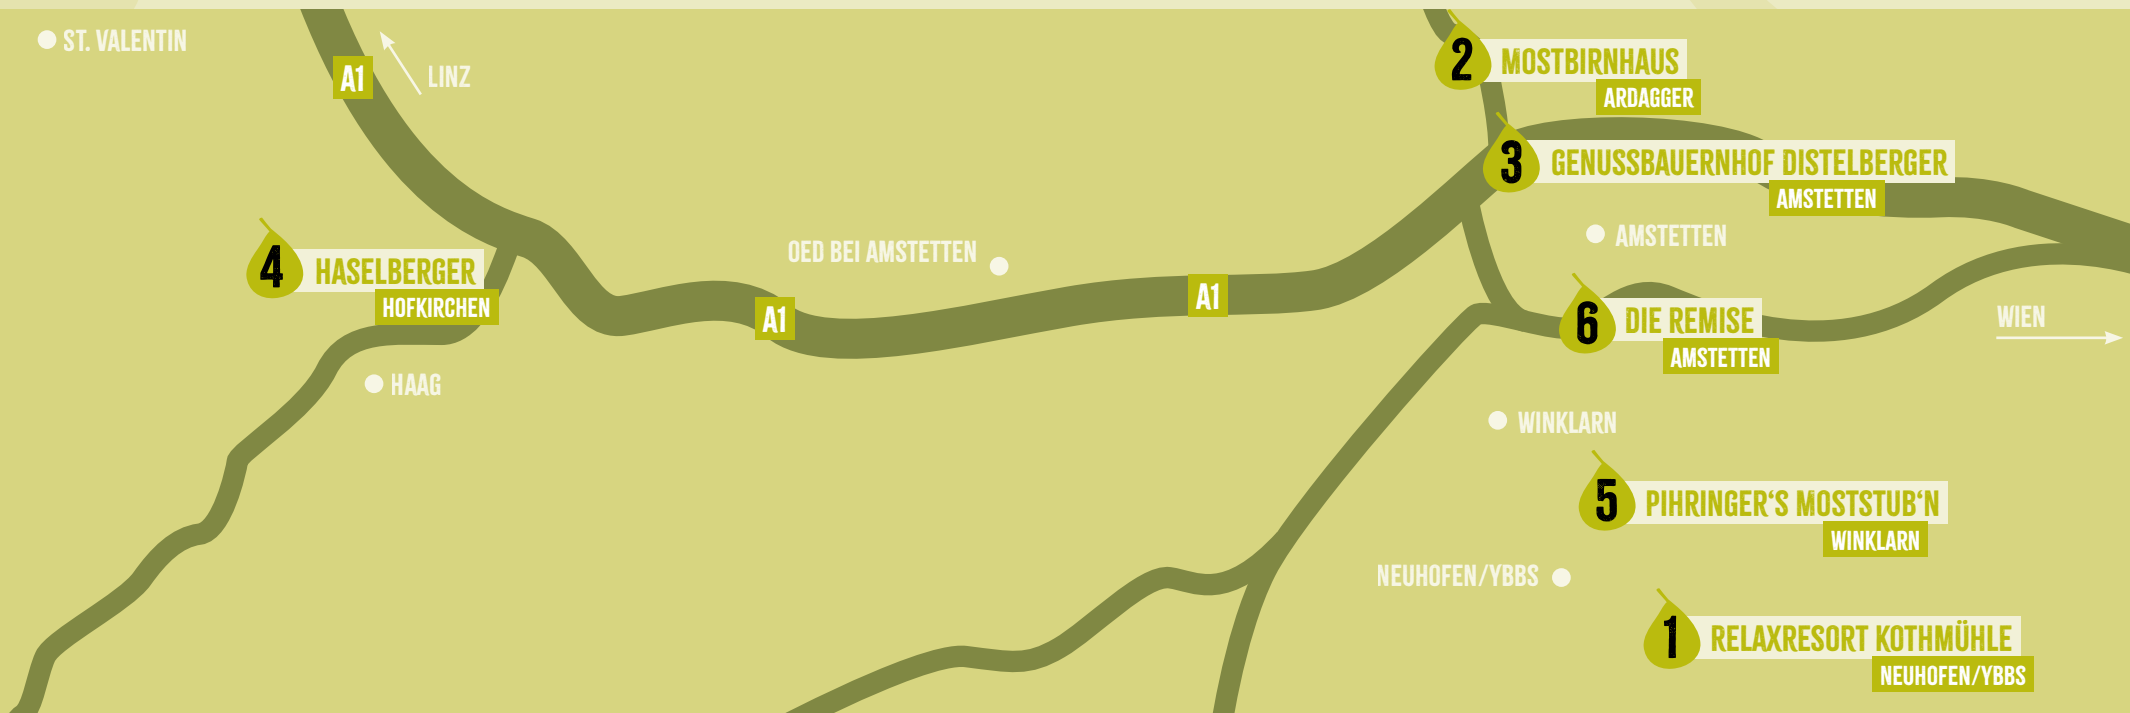 ST. VALENTIN
A1
LINZ
2
MOSTBIRNHAUS
ARDAGGER
3
GENUSSBAUERNHOF DISTELBERGER
AMSTETTEN
4
HASELBERGER
HOFKIRCHEN
OED BEI AMSTETTEN
AMSTETTEN
A1
A1
6
DIE REMISE
AMSTETTEN
WIEN
HAAG
WINKLARN
5
PIHRINGER‘S MOSTSTUB‘N
WINKLARN
NEUHOFEN/YBBS
1
RELAXRESORT KOTHMÜHLE
NEUHOFEN/YBBS